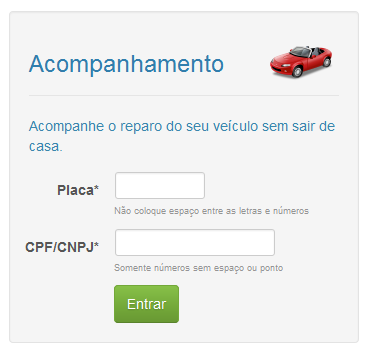 Acompanhamento
Acompanhe o reparo do seu veículo sem sair de
casa.
Placa*
Não coloque espaço entre as letras e números
CPF/CNPJ*
Somente números sem espaço ou ponto
Entrar